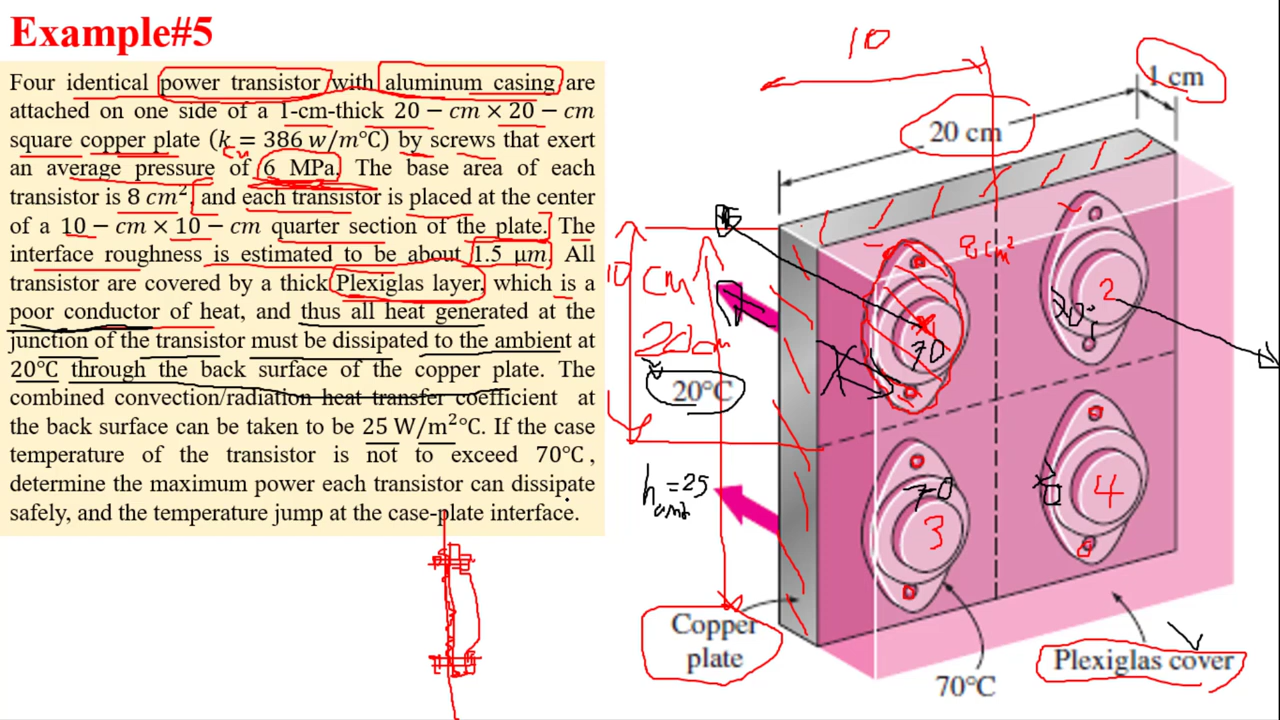 Example#5
Four identical power transistor with aluminum casing are
attached on one side of a 1-cm-thick 20 − cm × 20 − cm
square copper plate (k = 386 w/m°C) by screws that exert
cu
an average pressure of 6 MPa. The base area of each
transistor is 8 cm², and each transistor is placed at the center
of a 10 − cm × 10 − cm quarter section of the plate. The
interface roughness is estimated to be about 1.5 μm. All
transistor are covered by a thick Plexiglas layer, which is a
poor conductor of heat, and thus all heat generated at the
junction of the transistor must be dissipated to the ambient at
20°C through the back surface of the copper plate. The
combined convection/radiation heat transfer coefficient at
the back surface can be taken to be 25 W/m²°C. If the case
temperature of the transistor is not to exceed 70°C,
determine the maximum power each transistor can dissipate
safely, and the temperature jump at the case-plate interface.
10
1 cm
20 cm
8 cm²
10
cm
20cm
20°C
2
70
70
h amb =25
70
3
4
Copper
plate
70°C
Plexiglas cover